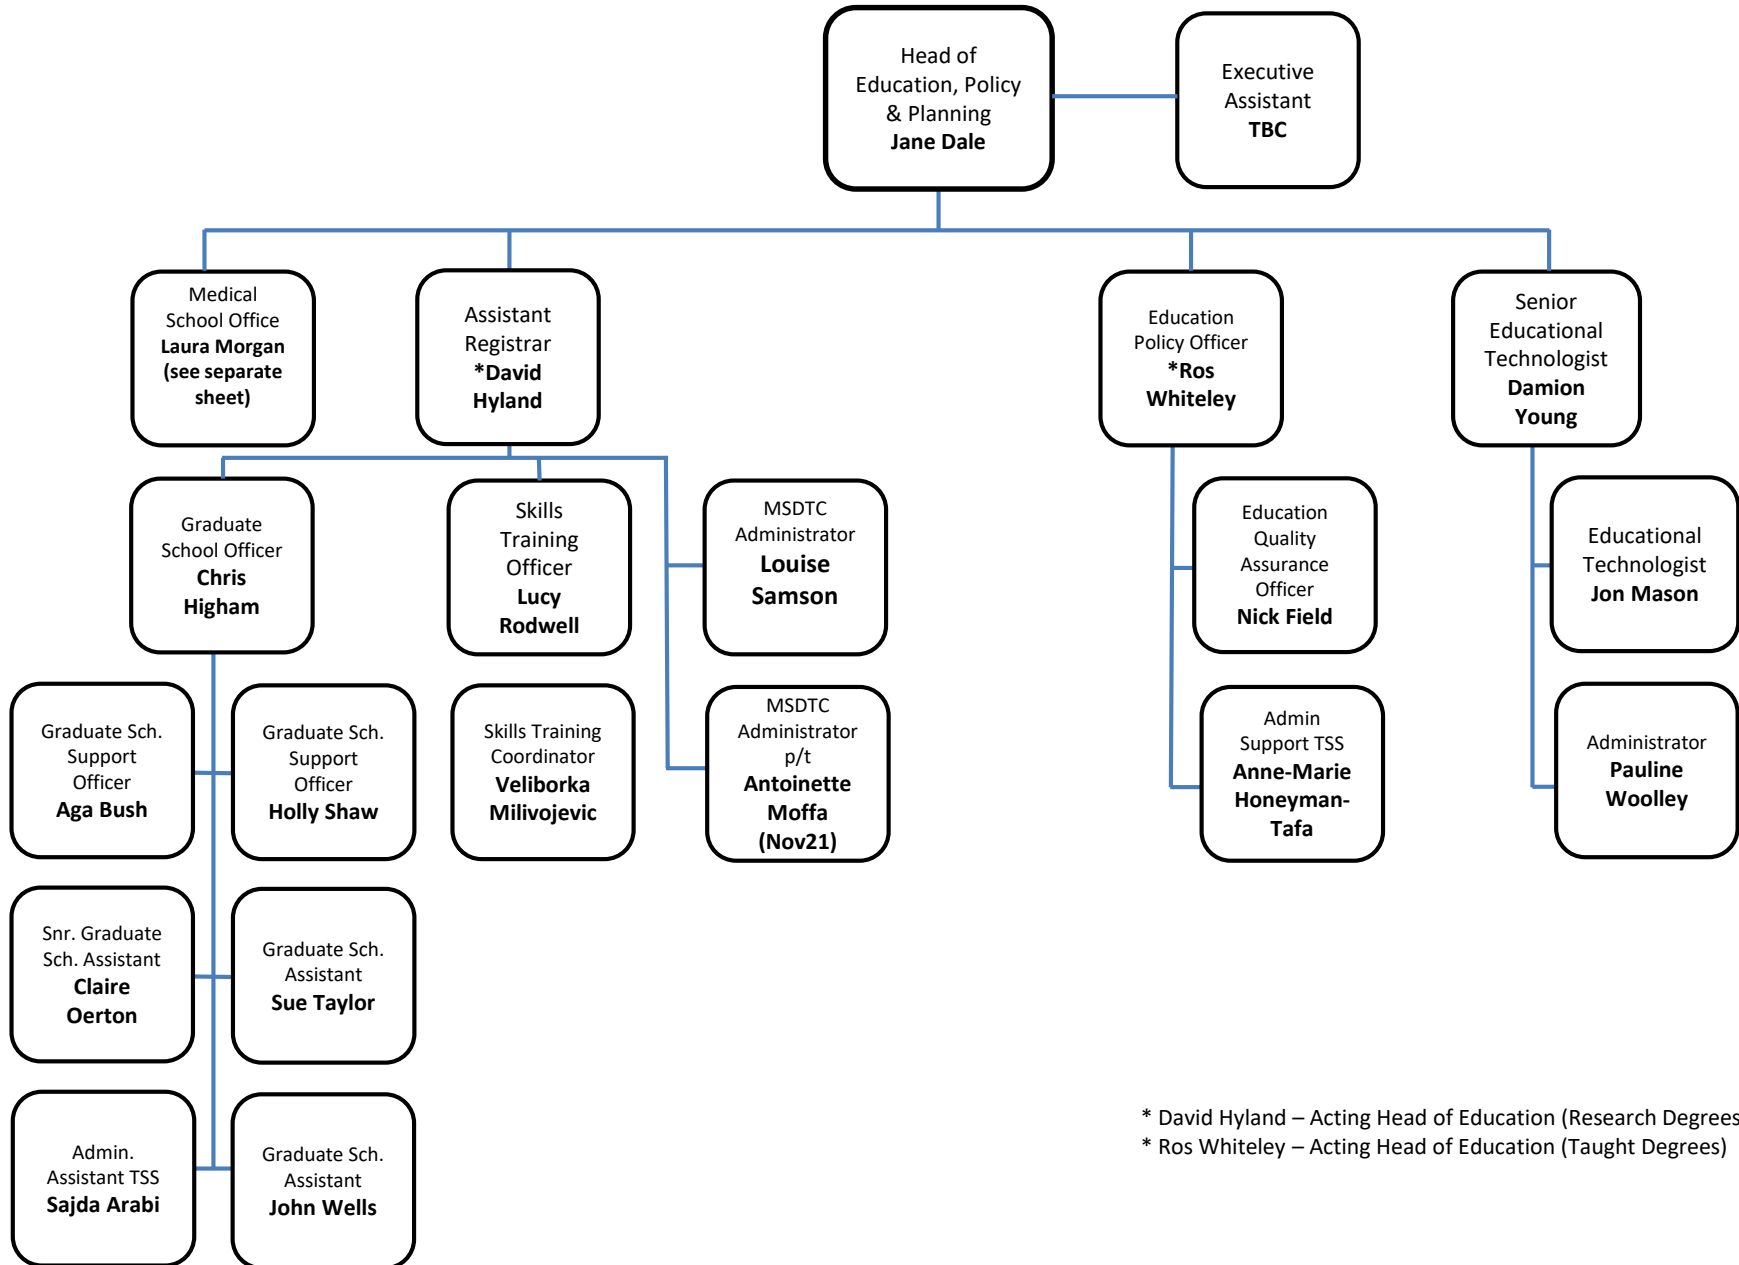 Head of
Education, Policy
& Planning
Jane Dale
Executive
Assistant
TBC
Medical
School Office
Laura Morgan
(see separate
sheet)
Assistant
Registrar
*David
Hyland
Education
Policy Officer
*Ros
Whiteley
Senior
Educational
Technologist
Damion
Young
Graduate
School Officer
Chris
Higham
Skills
Training
Officer
Lucy
Rodwell
MSDTC
Administrator
Louise
Samson
Education
Quality
Assurance
Officer
Nick Field
Educational
Technologist
Jon Mason
Graduate Sch.
Support
Officer
Aga Bush
Graduate Sch.
Support
Officer
Holly Shaw
Skills Training
Coordinator
Veliborka
Milivojevic
MSDTC
Administrator
p/t
Antoinette
Moffa
(Nov21)
Admin
Support TSS
Anne-Marie
Honeyman-
Tafa
Administrator
Pauline
Woolley
Snr. Graduate
Sch. Assistant
Claire
Oerton
Graduate Sch.
Assistant
Sue Taylor
Admin.
Assistant TSS
Sajda Arabi
Graduate Sch.
Assistant
John Wells
* David Hyland – Acting Head of Education (Research Degrees
* Ros Whiteley – Acting Head of Education (Taught Degrees)